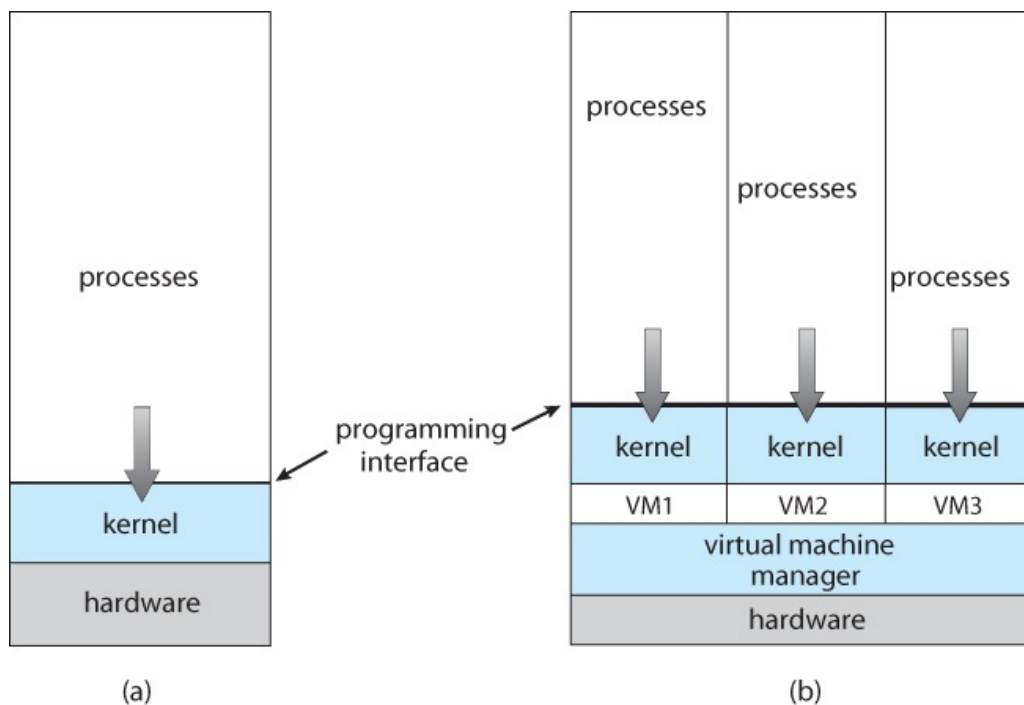 processes
kernel
hardware
(a)
programming
interface
processes
processes
processes
kernel kernel kernel
VM1 VM2 VM3
virtual machine
manager
hardware
(b)